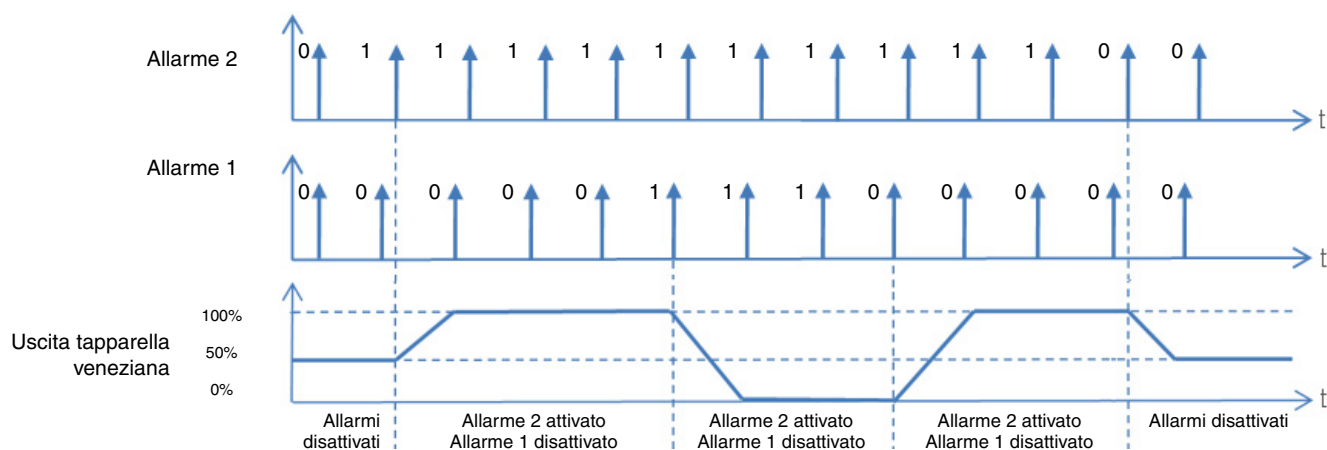 Allarme 2
0 1 1 1 1 1 1 1 1 1 1 0 0
t
Allarme 1
0 0 0 0 0 1 1 1 0 0 0 0 0
t
Uscita tapparella
veneziana
100%
50%
0%
t
Allarmi
disattivati
Allarme 2 attivato
Allarme 1 disattivato
Allarme 2 attivato
Allarme 1 disattivato
Allarme 2 attivato
Allarme 1 disattivato
Allarmi disattivati